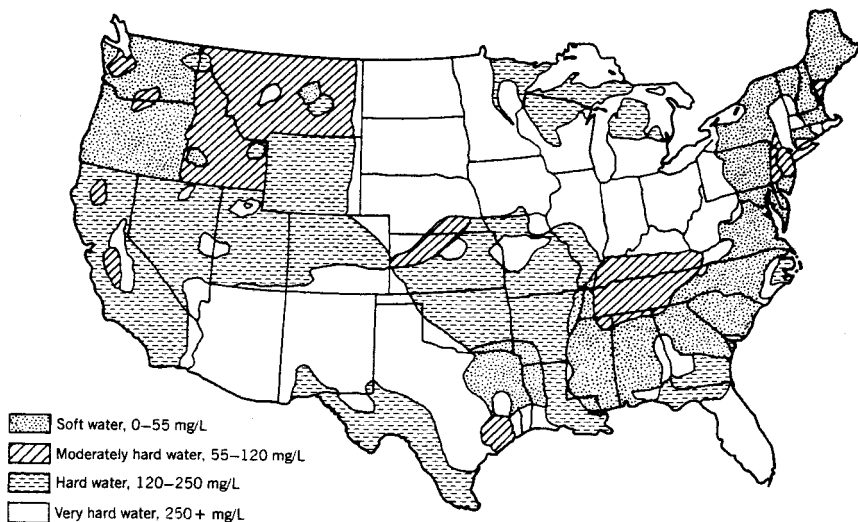 Soft water, 0–55 mg/L
Moderately hard water, 55–120 mg/L
Hard water, 120–250 mg/L
Very hard water, 250+ mg/L